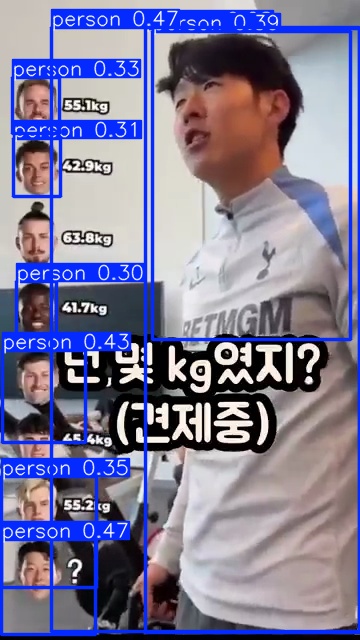 person 0.47
person 0.39
person 0.33
55.1kg
person 0.31
42.9kg
63.8kg
person 0.30
41.7kg
person 0.43
BETMGM
넌 몇 kg였지?
(견제중)
45.4kg
person 0.35
55.2kg
person 0.47
?